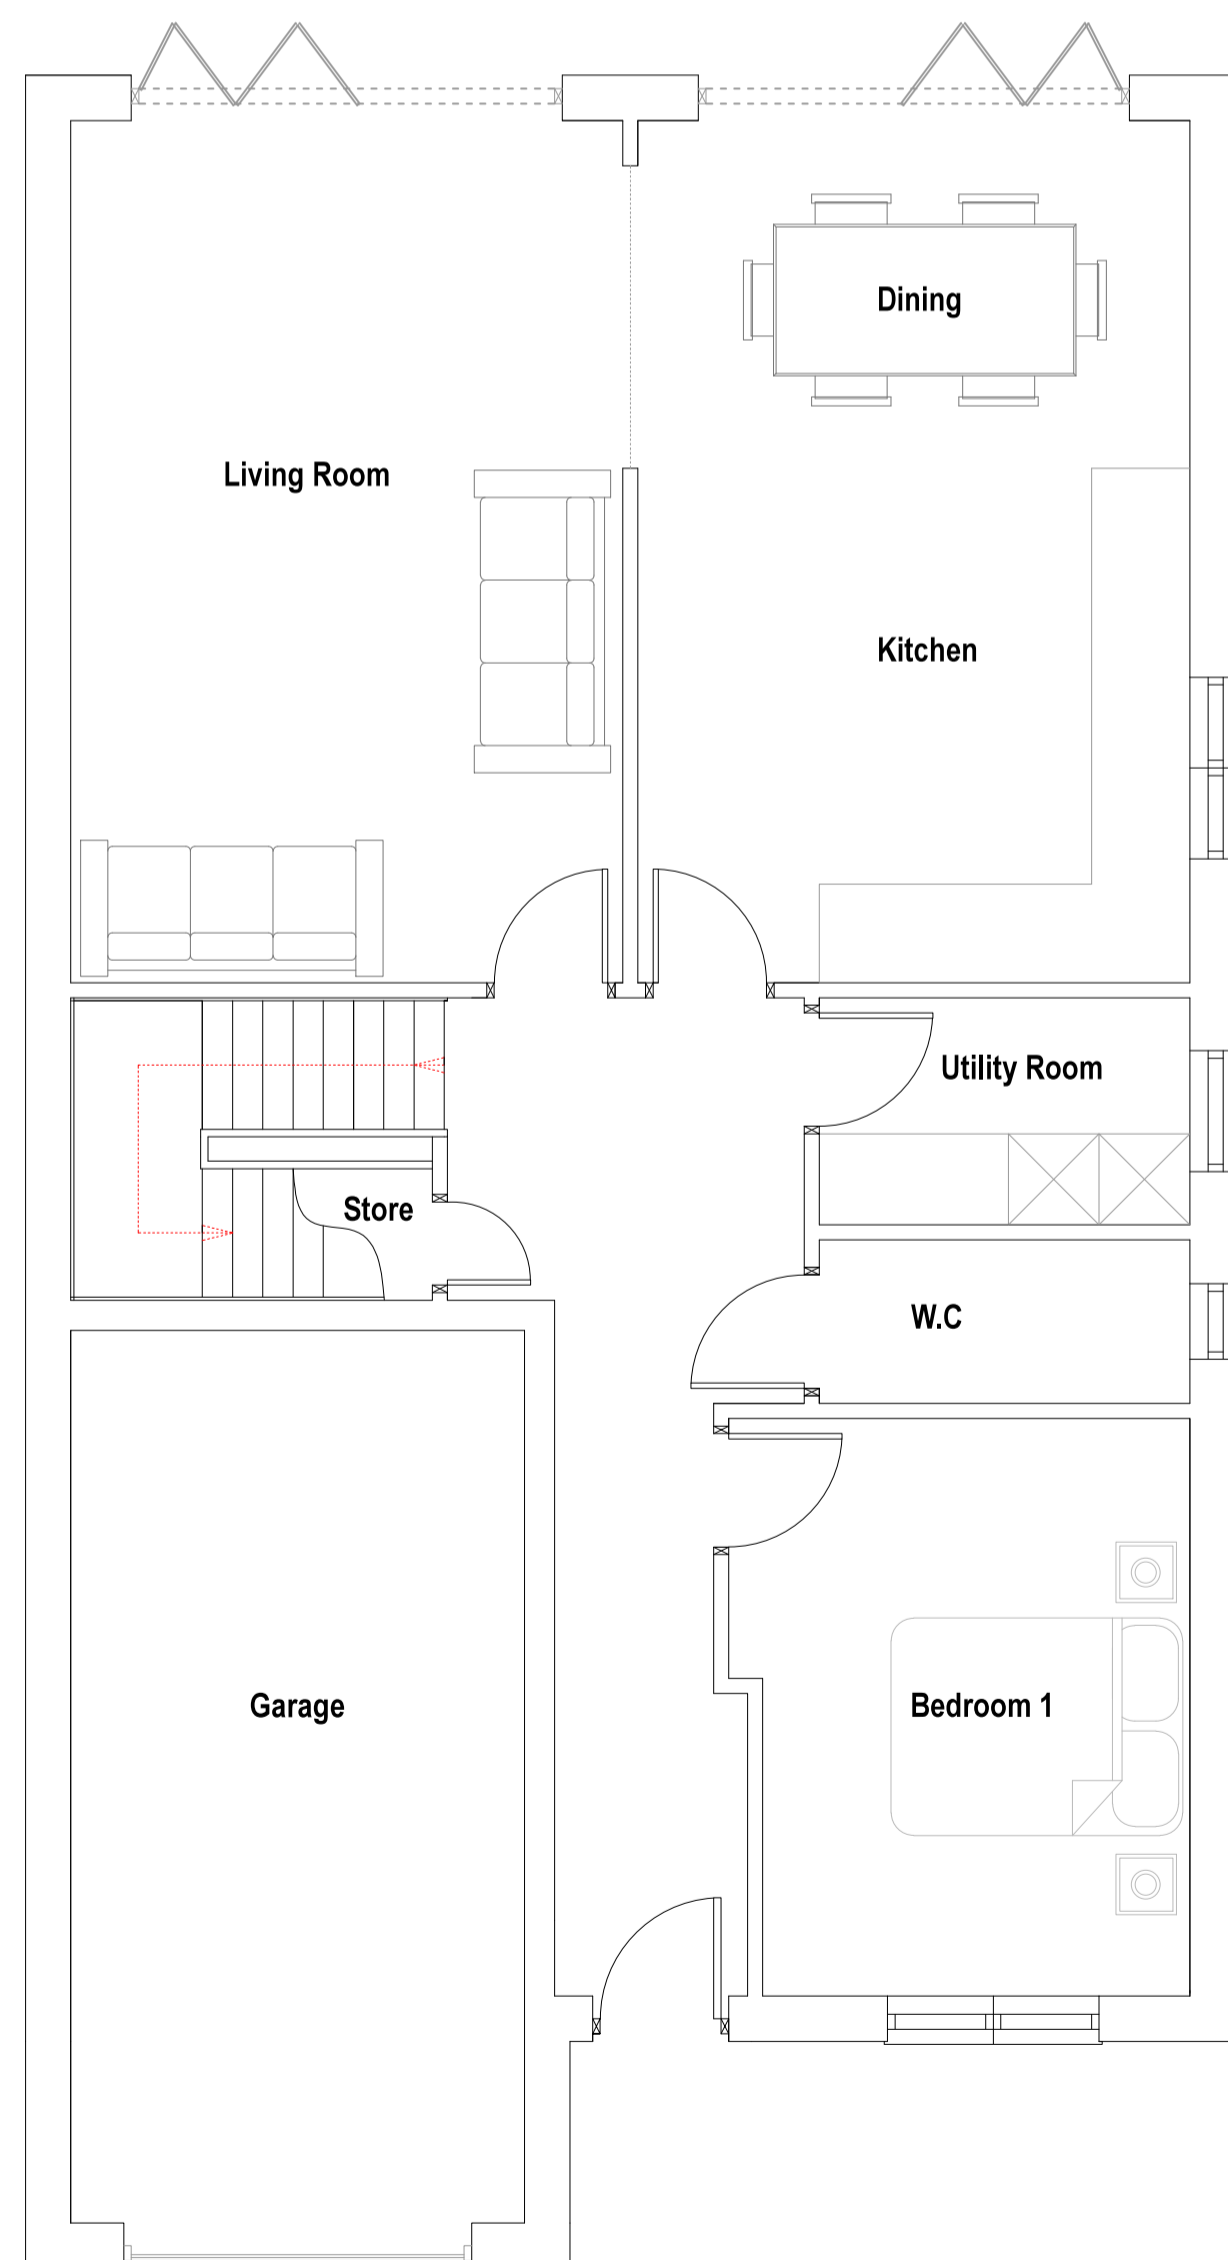 Dining
Living Room
Kitchen
Utility Room
Store
W.C
Garage
Bedroom 1